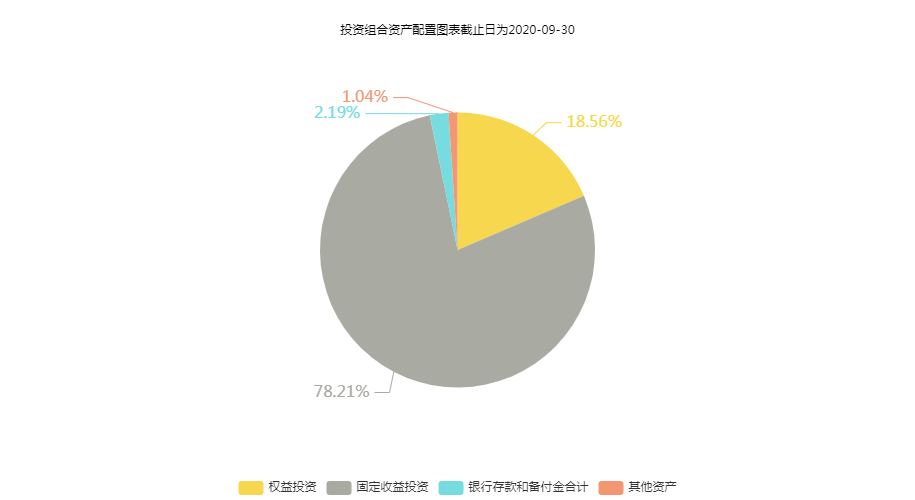 投资组合资产配置图表截止日为2020-09-30
1.04%
2.19%
18.56%
78.21%
权益投资 固定收益投资 银行存款和备付金合计 其他资产